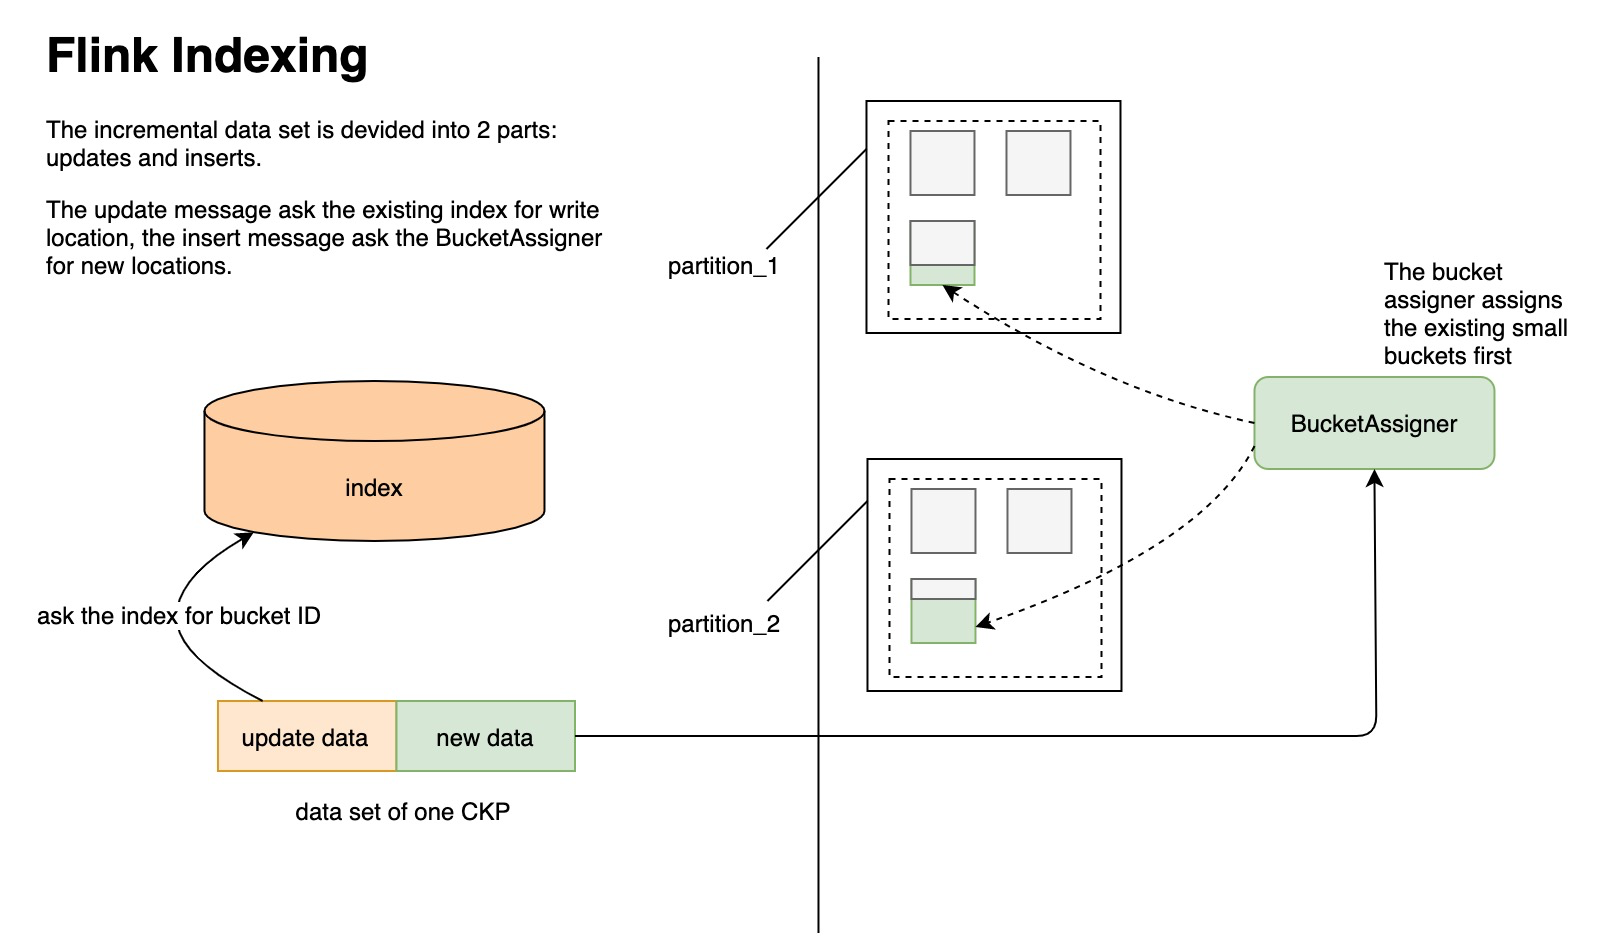 Flink Indexing
The incremental data set is devided into 2 parts:
updates and inserts.
The update message ask the existing index for write
location, the insert message ask the BucketAssigner
for new locations.
partition_1
The bucket
assigner assigns
the existing small
buckets first
BucketAssigner
index
ask the index for bucket ID
partition_2
update data
new data
data set of one CKP